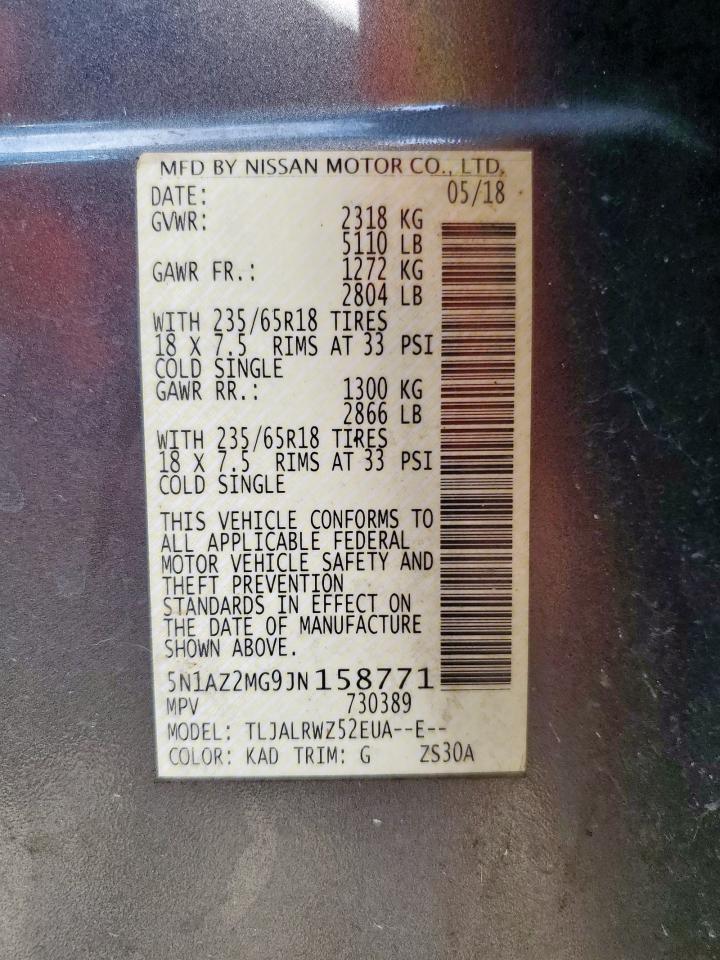 MFD BY NISSAN MOTOR CO., LTD.
DATE: 05/18
GVWR: 2318 KG
5110 LB
GAWR FR.: 1272 KG
2804 LB
WITH 235/65R18 TIRES
18 X 7.5 RIMS AT 33 PSI
COLD SINGLE
GAWR RR.: 1300 KG
2866 LB
WITH 235/65R18 TIRES
18 X 7.5 RIMS AT 33 PSI
COLD SINGLE
THIS VEHICLE CONFORMS TO
ALL APPLICABLE FEDERAL
MOTOR VEHICLE SAFETY AND
THEFT PREVENTION
STANDARDS IN EFFECT ON
THE DATE OF MANUFACTURE
SHOWN ABOVE.
5N1AZ2MG9JN158771
MPV 730389
MODEL: TLJALRWZ52EUA--E--
COLOR: KAD TRIM: G ZS30A